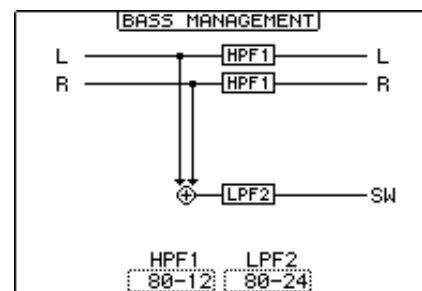 BASS MANAGEMENT
L HPF1 L
R HPF1 R
LPF2 SW
HPF1 LPF2
80-12 80-24